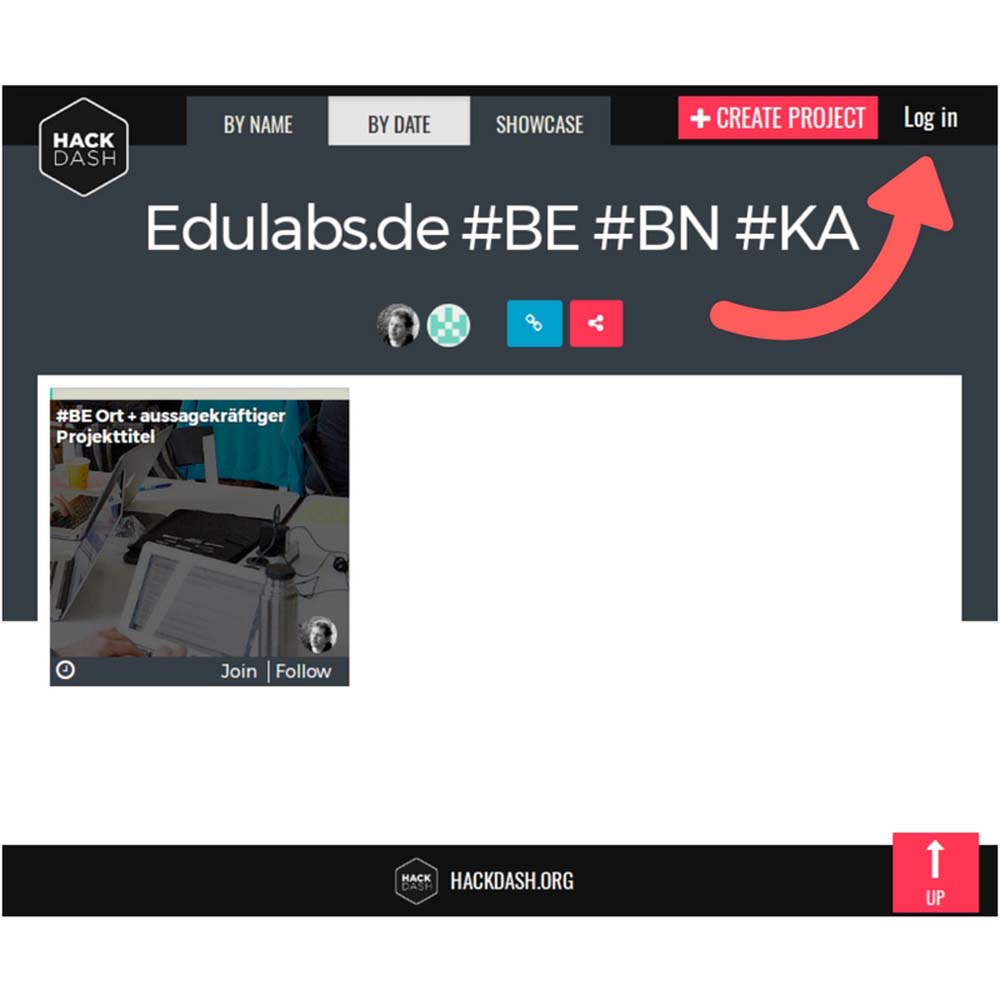 HACK
DASH
BY NAME
BY DATE
SHOWCASE
+ CREATE PROJECT
Log in
Edulabs.de #BE #BN #KA
#BE Ort + aussagekräftiger
Projekttitel
Join | Follow
HACK
DASH
HACKDASH.ORG
UP